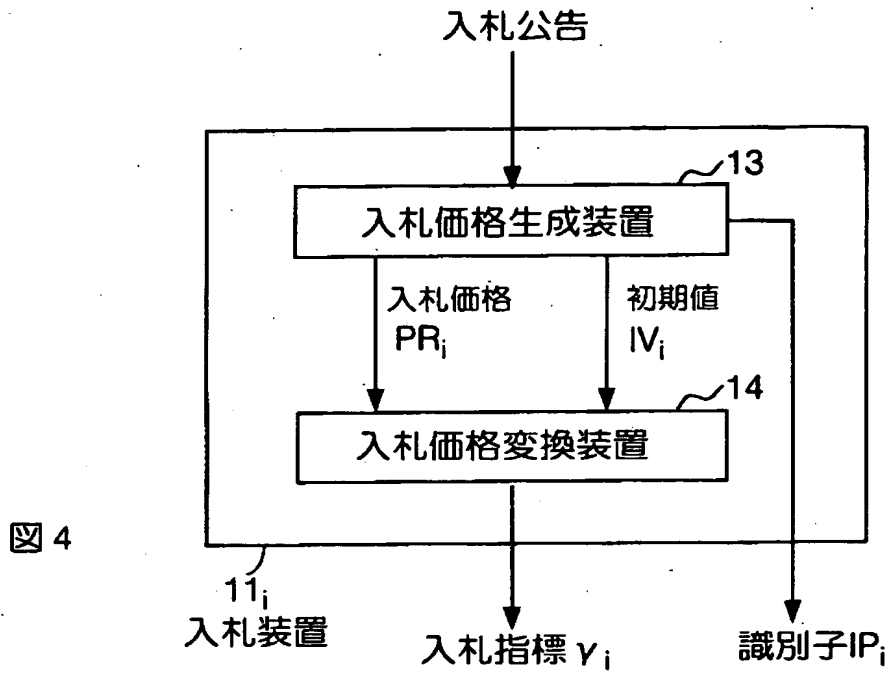 入札公告
13
入札価格生成装置
入札価格
PRi
初期値
IVi
14
入札価格変換装置
図 4
11i
入札装置
入札指標 γi
識別子IPi